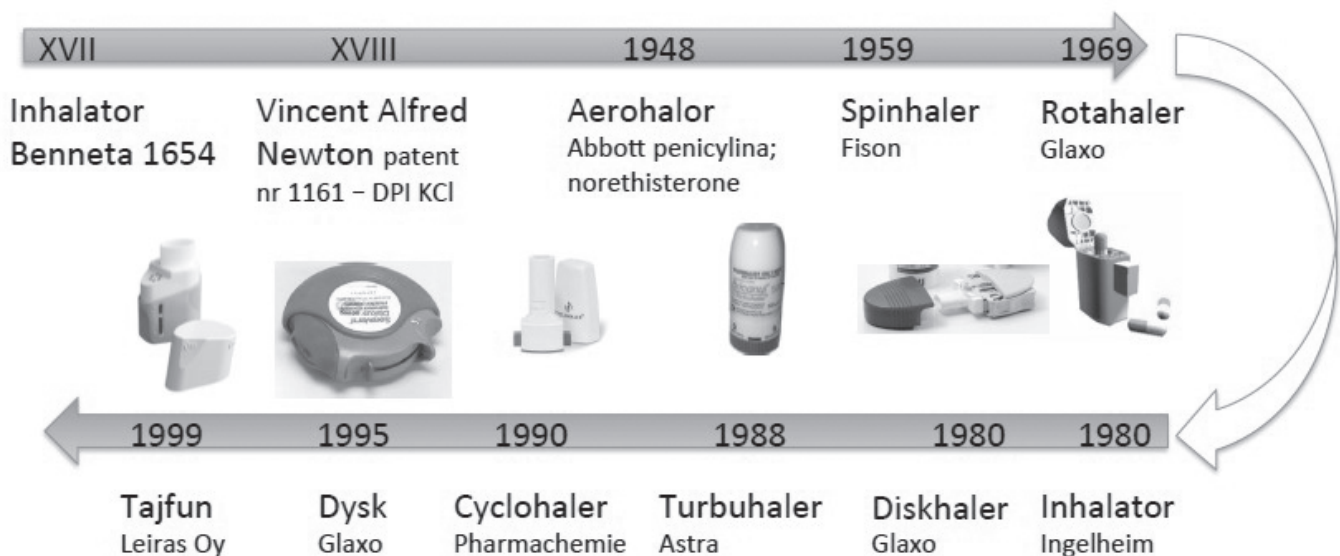 XVII XVIII 1948 1959 1969
Inhalator
Benneta 1654
Vincent Alfred
Newton patent
nr 1161 – DPI KCl
Aerohalor
Abbott penicylina;
norethisterone
Spinhaler
Fison
Rotahaler
Glaxo
1999 1995 1990 1988 1980 1980
Tajfun
Leiras Oy
Dysk
Glaxo
Cyclohaler
Pharmachemie
Turbuhaler
Astra
Diskhaler
Glaxo
Inhalator
Ingelheim